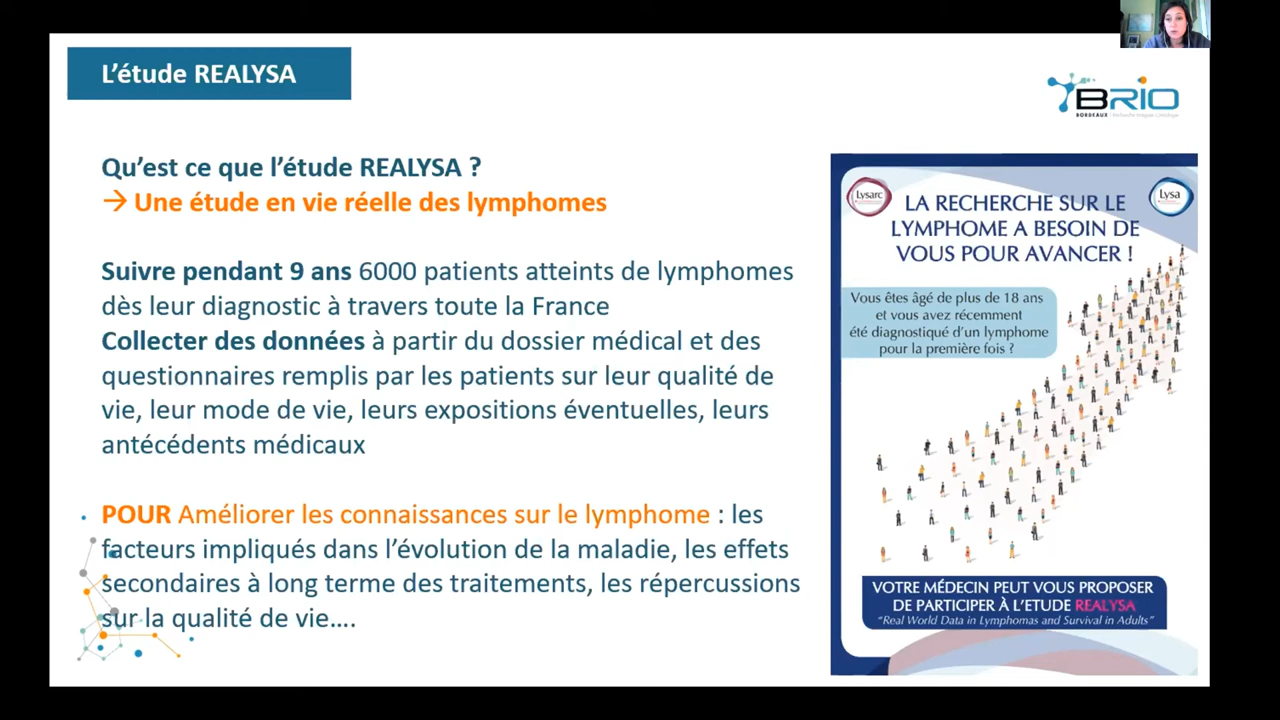 L'étude REALYSA
BRIO
BORDEAUX
Qu'est ce que l'étude REALYSA ?
→ Une étude en vie réelle des lymphomes
Suivre pendant 9 ans 6000 patients atteints de lymphomes
dès leur diagnostic à travers toute la France
Collecter des données à partir du dossier médical et des
questionnaires remplis par les patients sur leur qualité de
vie, leur mode de vie, leurs expositions éventuelles, leurs
antécédents médicaux
POUR Améliorer les connaissances sur le lymphome : les
facteurs impliqués dans l'évolution de la maladie, les effets
secondaires à long terme des traitements, les répercussions
sur la qualité de vie….
Lysarc
Lysa
LA RECHERCHE SUR LE
LYMPHOME A BESOIN DE
VOUS POUR AVANCER !
Vous êtes âgé de plus de 18 ans
et vous avez récemment
été diagnostiqué d'un lymphome
pour la première fois ?
VOTRE MÉDECIN PEUT VOUS PROPOSER
DE PARTICIPER À L'ETUDE REALYSA
"Real World Data in Lymphomas and Survival in Adults"